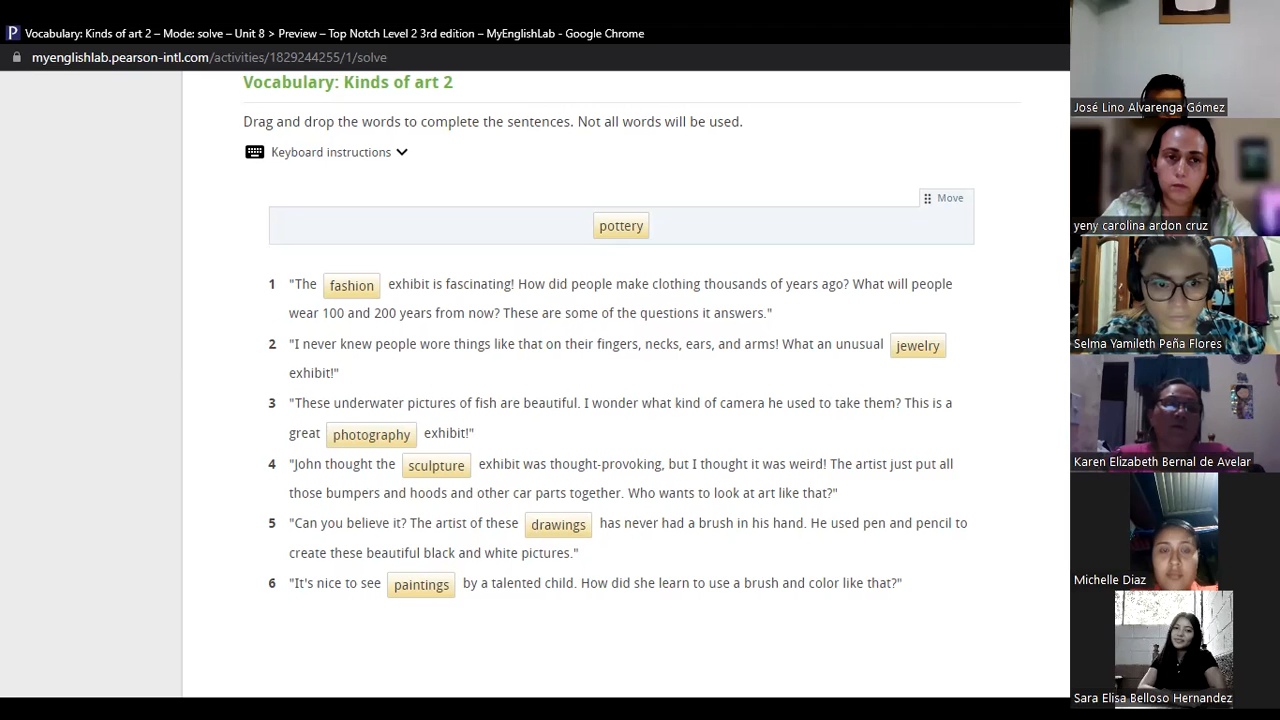 Vocabulary: Kinds of art 2 – Mode: solve – Unit 8 > Preview – Top Notch Level 2 3rd edition – MyEnglishLab - Google Chrome
myenglishlab.pearson-intl.com/activities/1829244255/1/solve
Vocabulary: Kinds of art 2
Drag and drop the words to complete the sentences. Not all words will be used.
Keyboard instructions
Move
pottery
1 "The fashion exhibit is fascinating! How did people make clothing thousands of years ago? What will people
wear 100 and 200 years from now? These are some of the questions it answers."
2 "I never knew people wore things like that on their fingers, necks, ears, and arms! What an unusual jewelry
exhibit!"
3 "These underwater pictures of fish are beautiful. I wonder what kind of camera he used to take them? This is a
great photography exhibit!"
4 "John thought the sculpture exhibit was thought-provoking, but I thought it was weird! The artist just put all
those bumpers and hoods and other car parts together. Who wants to look at art like that?"
5 "Can you believe it? The artist of these drawings has never had a brush in his hand. He used pen and pencil to
create these beautiful black and white pictures."
6 "It's nice to see paintings by a talented child. How did she learn to use a brush and color like that?"
José Lino Alvarenga Gómez
yeny carolina ardon cruz
Selma Yamileth Peña Flores
Karen Elizabeth Bernal de Avelar
Michelle Diaz
Sara Elisa Belloso Hernandez